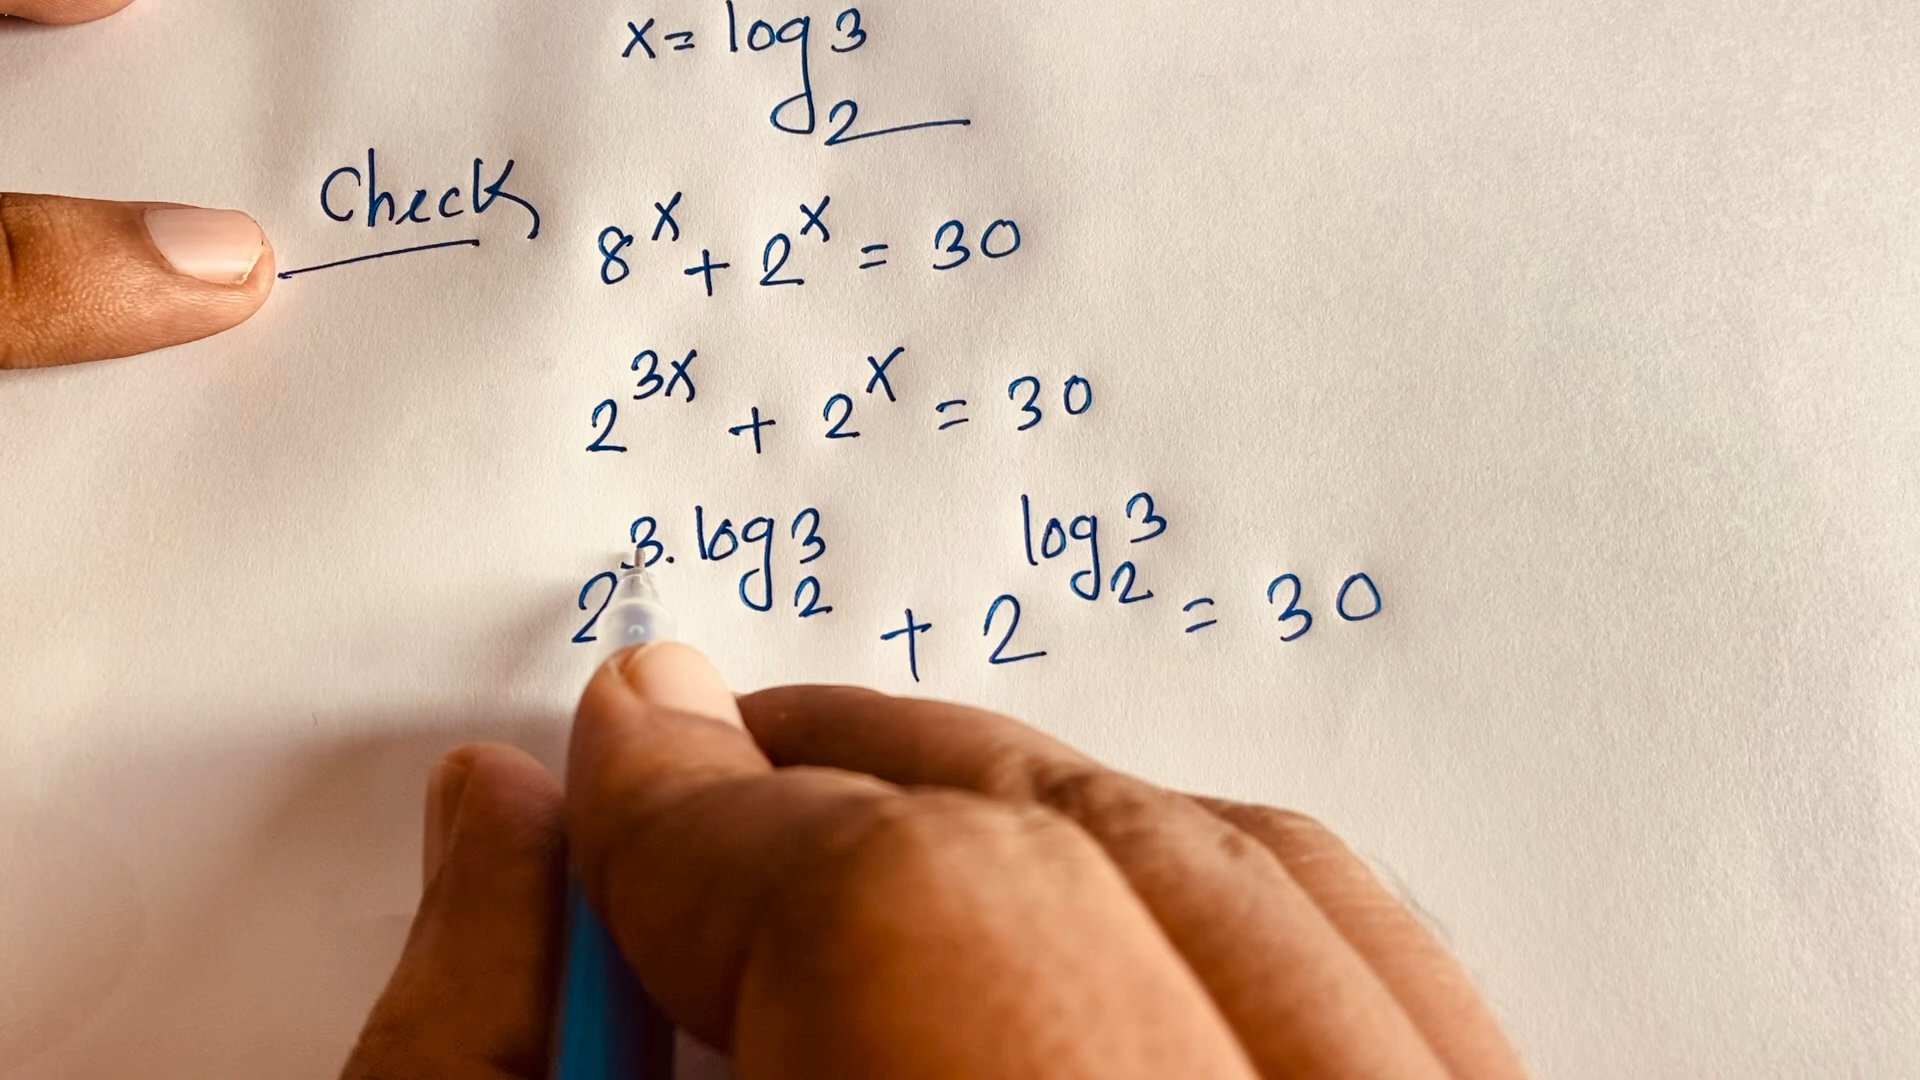 x = log₂3
Check
8^x + 2^x = 30
2^3x + 2^x = 30
2^3.log₂3 + 2^log₂3 = 30